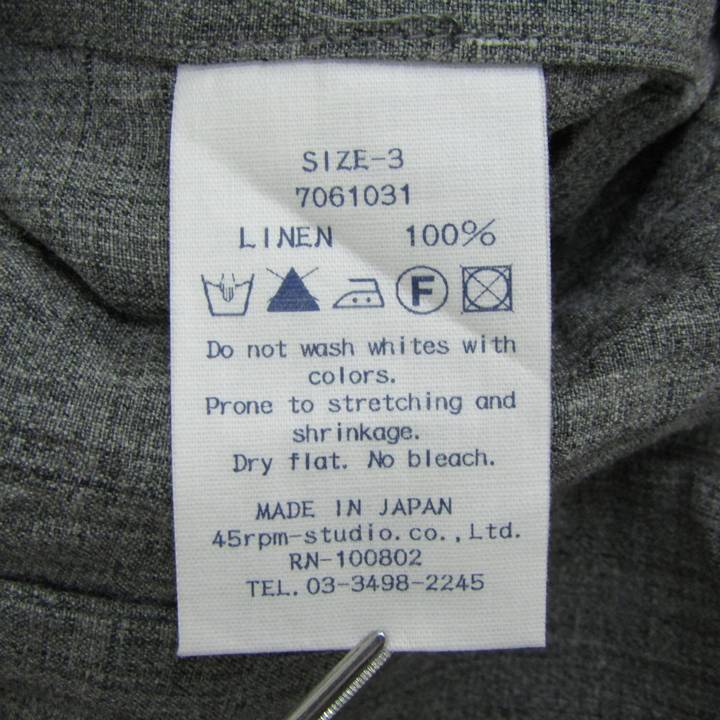 SIZE-3
7061031
LINEN 100%
F
Do not wash whites with
colors.
Prone to stretching and
shrinkage.
Dry flat. No bleach.
MADE IN JAPAN
45rpm-studio.co.,Ltd.
RN-100802
TEL.03-3498-2245